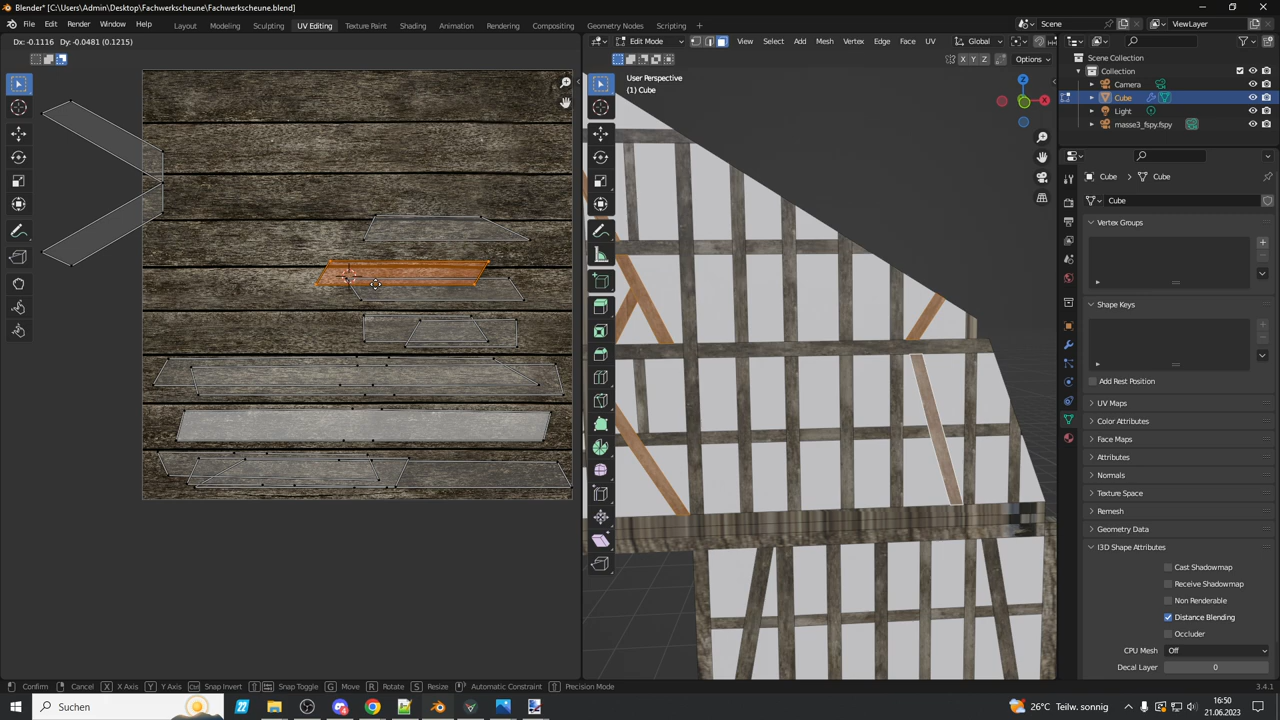 Blender* [C:\Users\Admin\Desktop\Fachwerkscheune\Fachwerkscheune.blend]
File Edit Render Window Help Layout Modeling Sculpting UV Editing Texture Paint Shading Animation Rendering Compositing Geometry Nodes Scripting + Scene ViewLayer
Dx: -0.1116 Dy: -0.0481 (0.1215)
Edit Mode View Select Add Mesh Vertex Edge Face UV Global
X Y Z Options
User Perspective
(1) Cube
Z
X
Scene Collection
Collection
Camera
Cube
Light
masse3_fspy.fspy
Cube Cube
Cube
Vertex Groups
Shape Keys
Add Rest Position
UV Maps
Color Attributes
Face Maps
Attributes
Normals
Texture Space
Remesh
Geometry Data
I3D Shape Attributes
Cast Shadowmap
Receive Shadowmap
Non Renderable
Distance Blending
Occluder
CPU Mesh Off
Decal Layer 0
Confirm Cancel X X Axis Y Y Axis Snap Invert Snap Toggle G Move R Rotate S Resize Automatic Constraint Precision Mode 3.4.1
Suchen
26°C Teilw. sonnig
16:50
21.06.2023